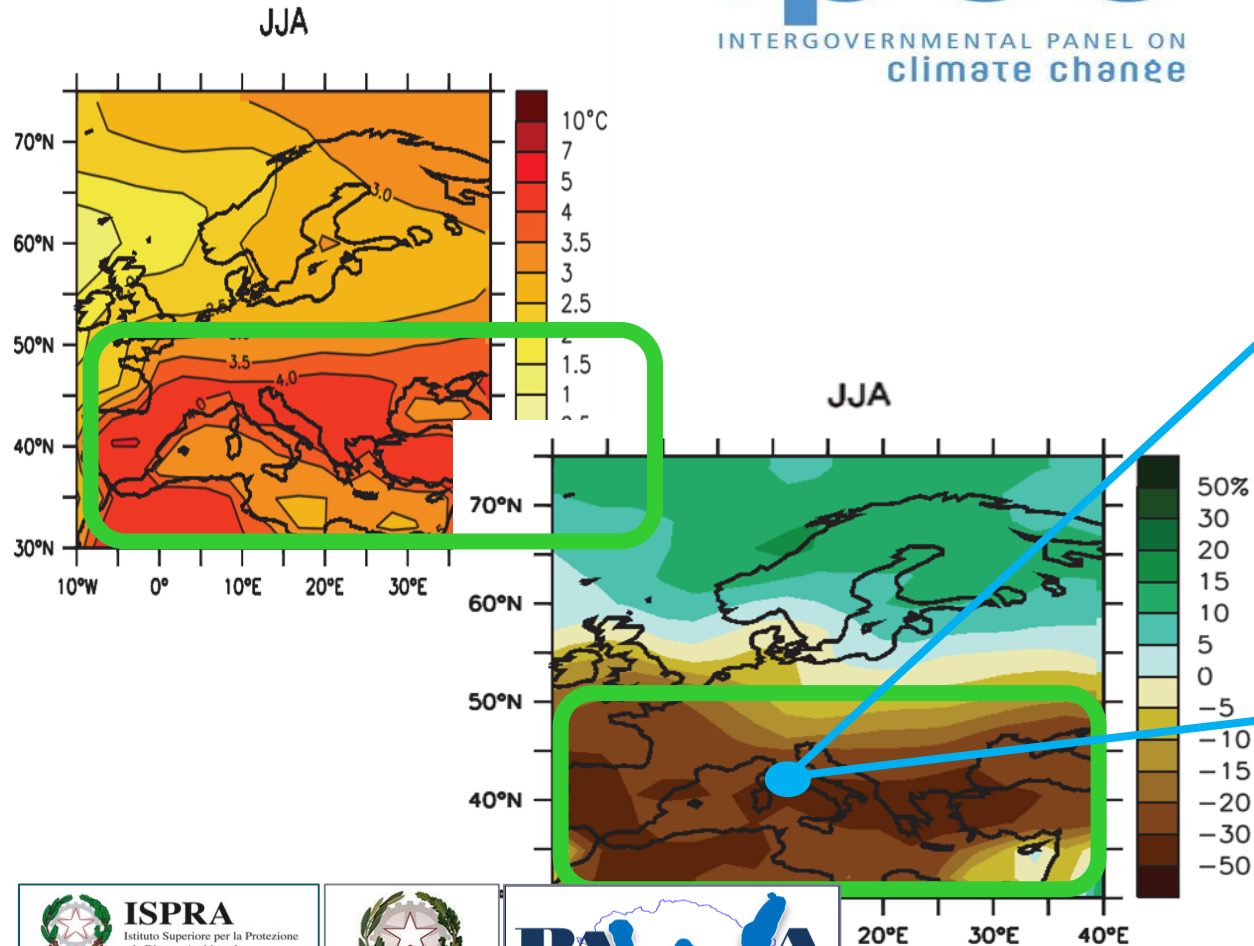 JJA
INTERGOVERNMENTAL PANEL ON
climate change
70°N
60°N
50°N
40°N
30°N
10°W 0° 10°E 20°E 30°E
10°C
7
5
4
3.5
3
2.5
2
1.5
1
3.0
2.5
3.5
4.0
JJA
70°N
60°N
50°N
40°N
20°E 30°E 40°E
50%
30
20
15
10
5
0
−5
−10
−15
−20
−30
−50
ISPRA
Istituto Superiore per la Protezione